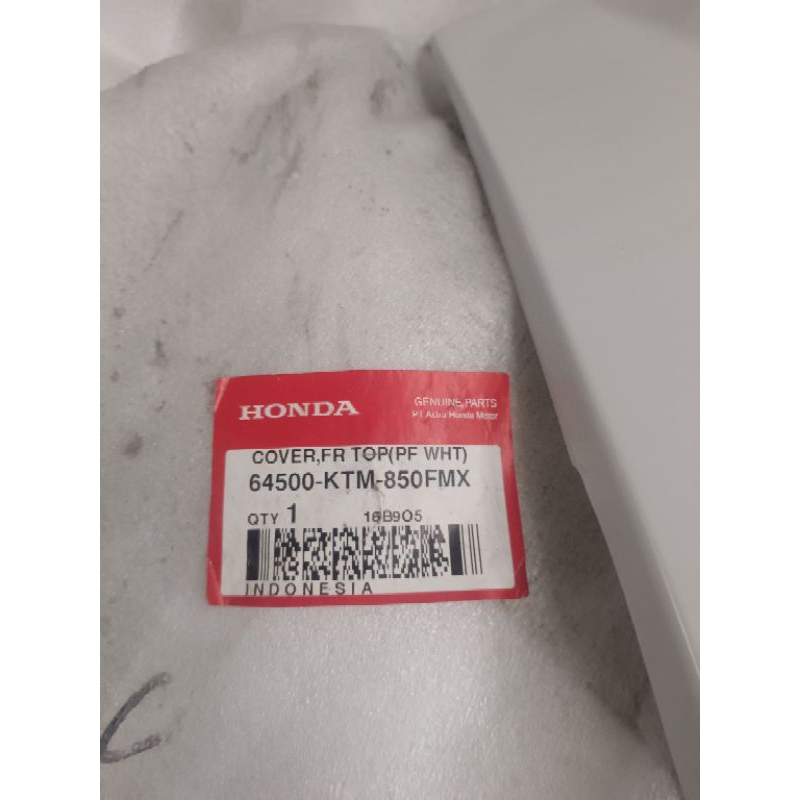 HONDA
GENUINE PARTS
PT Astra Honda Motor
COVER,FR TOP(PF WHT)
64500-KTM-850FMX
QTY 1 16B9O5
INDONESIA